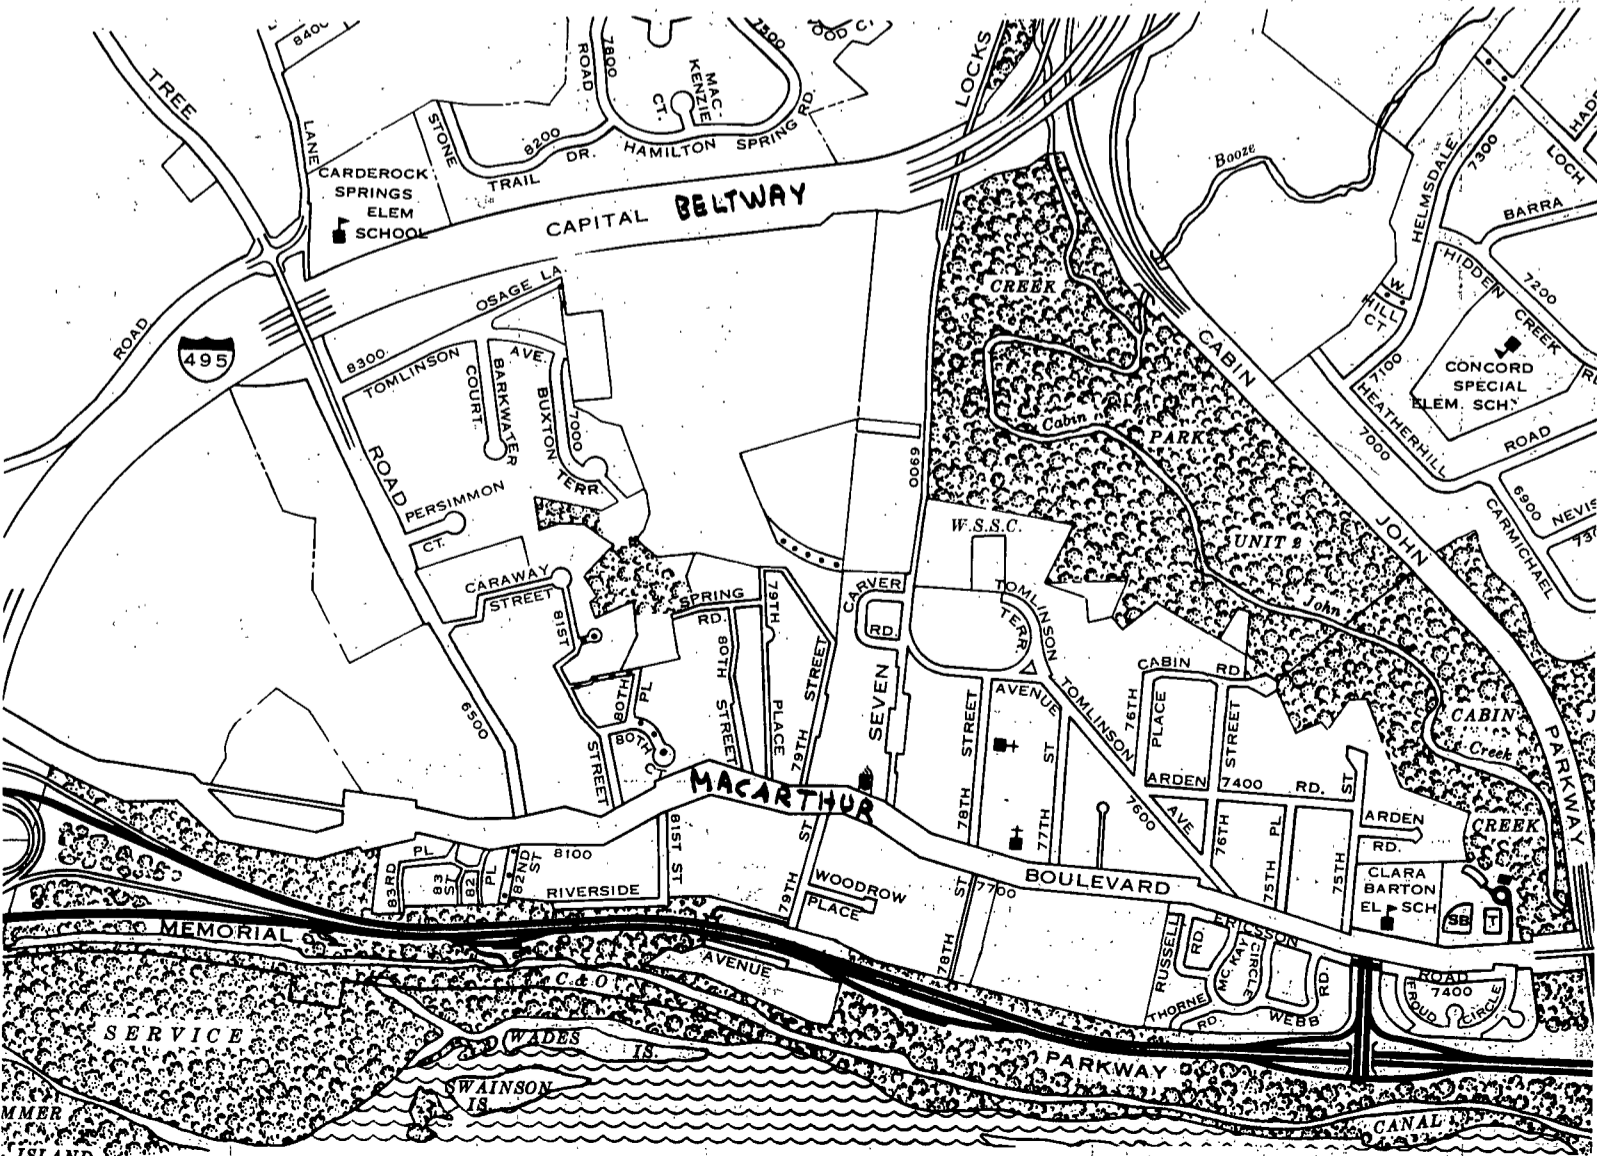 8400
TREE
LANE
ROAD
7800
MAC
KENZIE
CT.
7500
OOD CT
LOCKS
STONE
8200
TRAIL
DR.
HAMILTON
SPRING
RD.
CARDEROCK
SPRINGS
ELEM
SCHOOL
CAPITAL
BELTWAY
Booze
HELMSDALE
7300
LOCH
BARRA
HIDDEN
7200
CREEK
W.
HILL
CT
7100
CONCORD
SPECIAL
ELEM. SCH
HEATHERHILL
7000
ROAD
6900
NEVIS
CARMICHAEL
ROAD
495
OSAGE LA.
8300
TOMLINSON
AVE.
BARKWATER
COURT
BUXTON
7000
TERR.
ROAD
PERSIMMON
CT.
CREEK
CABIN
JOHN
PARKWAY
Cabin
PARK
UNIT 2
John
6900
W.S.S.C.
CARAWAY
STREET
81ST
STREET
SPRING
RD.
79TH
PLACE
80TH
STREET
79TH
STREET
CARVER
RD.
SEVEN
TOMLINSON
TERR.
AVENUE
TOMLINSON
AVE
7600
CABIN RD.
76TH
PLACE
STREET
76TH
80TH
PL
80TH
CT
6500
78TH
STREET
77TH
ST
ARDEN
7400
RD.
ST
75TH
75TH
PL
ARDEN
RD.
CABIN
Creek
CREEK
MACARTHUR
BOULEVARD
7700
8100
PL
83RD
83
ST
82
PL
82ND
ST
RIVERSIDE
AVENUE
81ST ST
79TH
ST
WOODROW
PLACE
78TH
ST
CLARA
BARTON
EL SCH
SB
T
RUSSELL
RD.
ERICSSON
ROAD
MC KAY
CIRCLE
THORNE
RD.
WEBB
RD
7400
FROUD
CIRCLE
MEMORIAL
PARKWAY
C & O
CANAL
SERVICE
WADES
IS.
SWAINSON
IS.
MMER
ISLAND